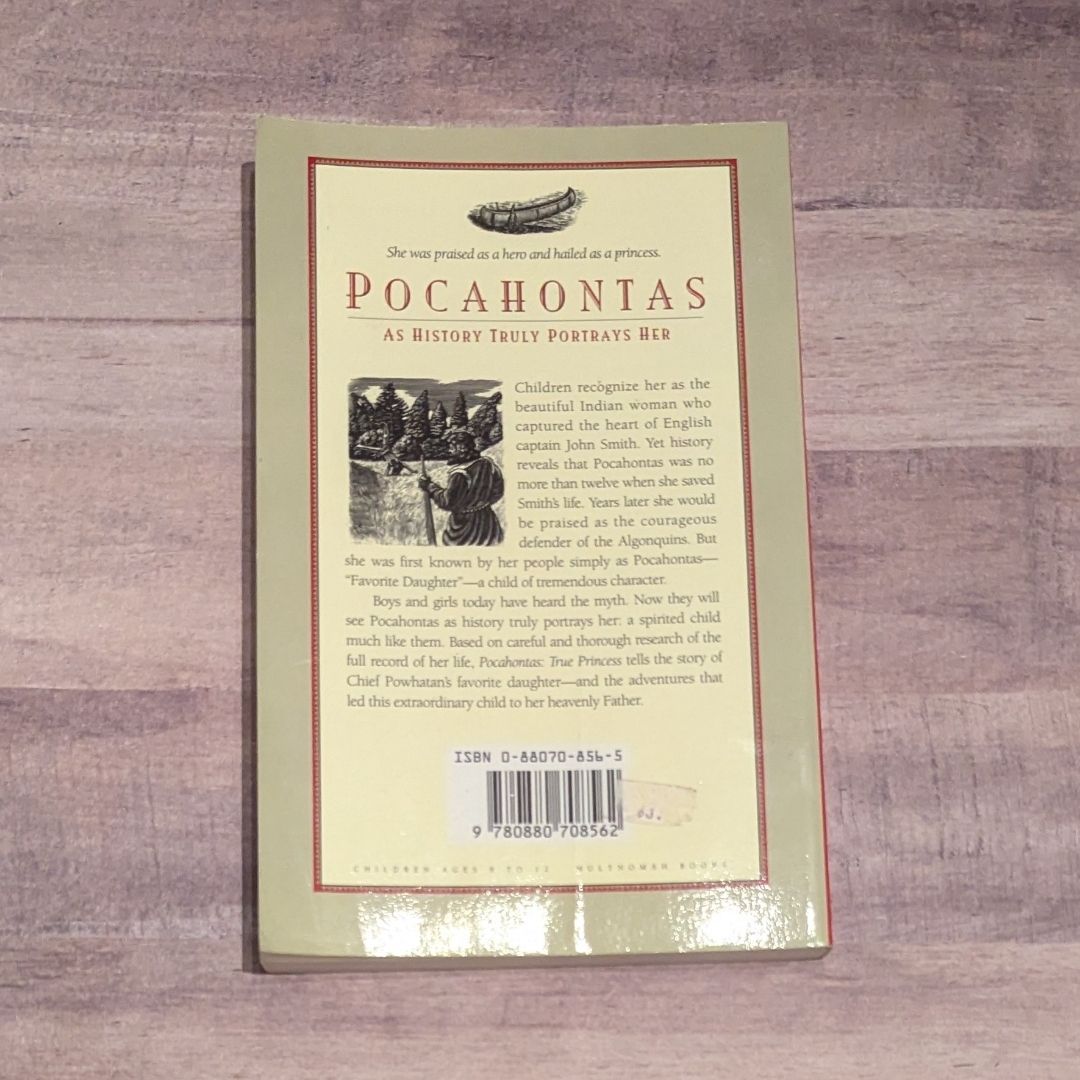 She was praised as a hero and hailed as a princess.
POCAHONTAS
AS HISTORY TRULY PORTRAYS HER
Children recognize her as the
beautiful Indian woman who
captured the heart of English
captain John Smith. Yet history
reveals that Pocahontas was no
more than twelve when she saved
Smith's life. Years later she would
be praised as the courageous
defender of the Algonquins. But
she was first known by her people simply as Pocahontas—
"Favorite Daughter"—a child of tremendous character.
Boys and girls today have heard the myth. Now they will
see Pocahontas as history truly portrays her: a spirited child
much like them. Based on careful and thorough research of the
full record of her life, Pocahontas: True Princess tells the story of
Chief Powhatan's favorite daughter—and the adventures that
led this extraordinary child to her heavenly Father.
ISBN 0-88070-856-5
63.
9 780880 708562
CHILDREN AGES 8 TO 12 MULTNOMAH BOOKS